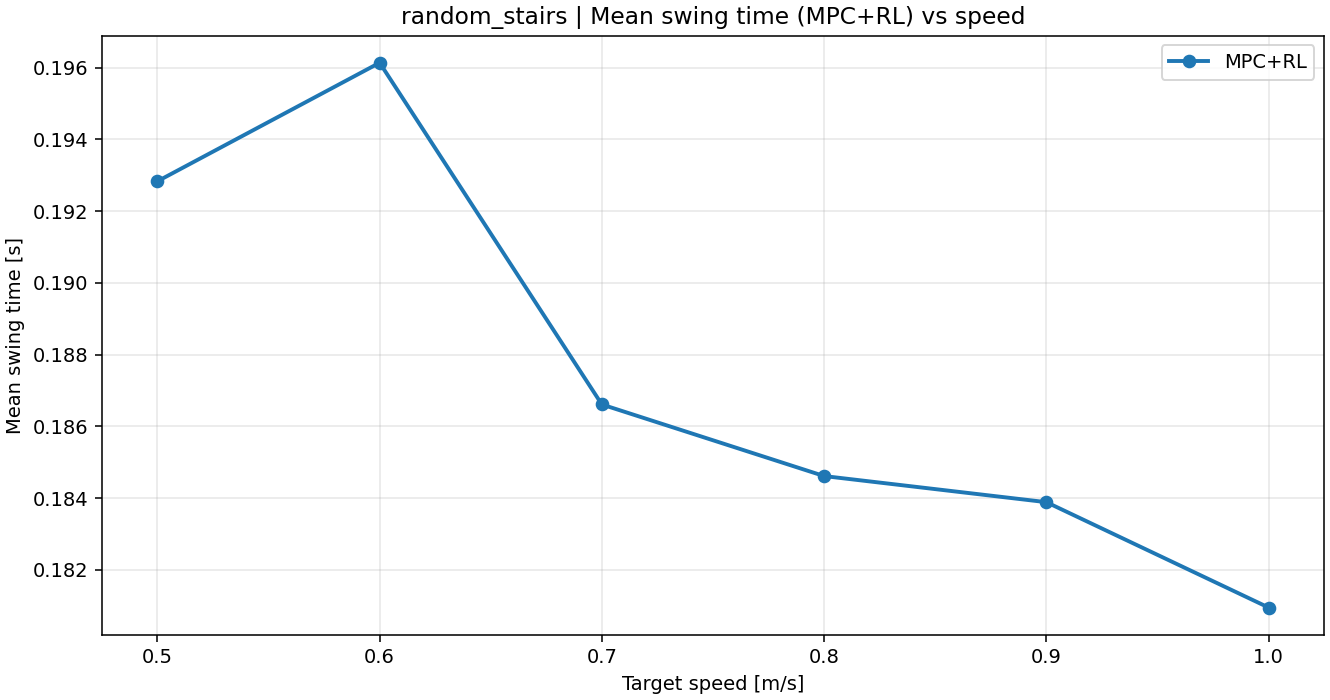 random_stairs | Mean swing time (MPC+RL) vs speed
MPC+RL
Mean swing time [s]
0.196
0.194
0.192
0.190
0.188
0.186
0.184
0.182
0.5 0.6 0.7 0.8 0.9 1.0
Target speed [m/s]